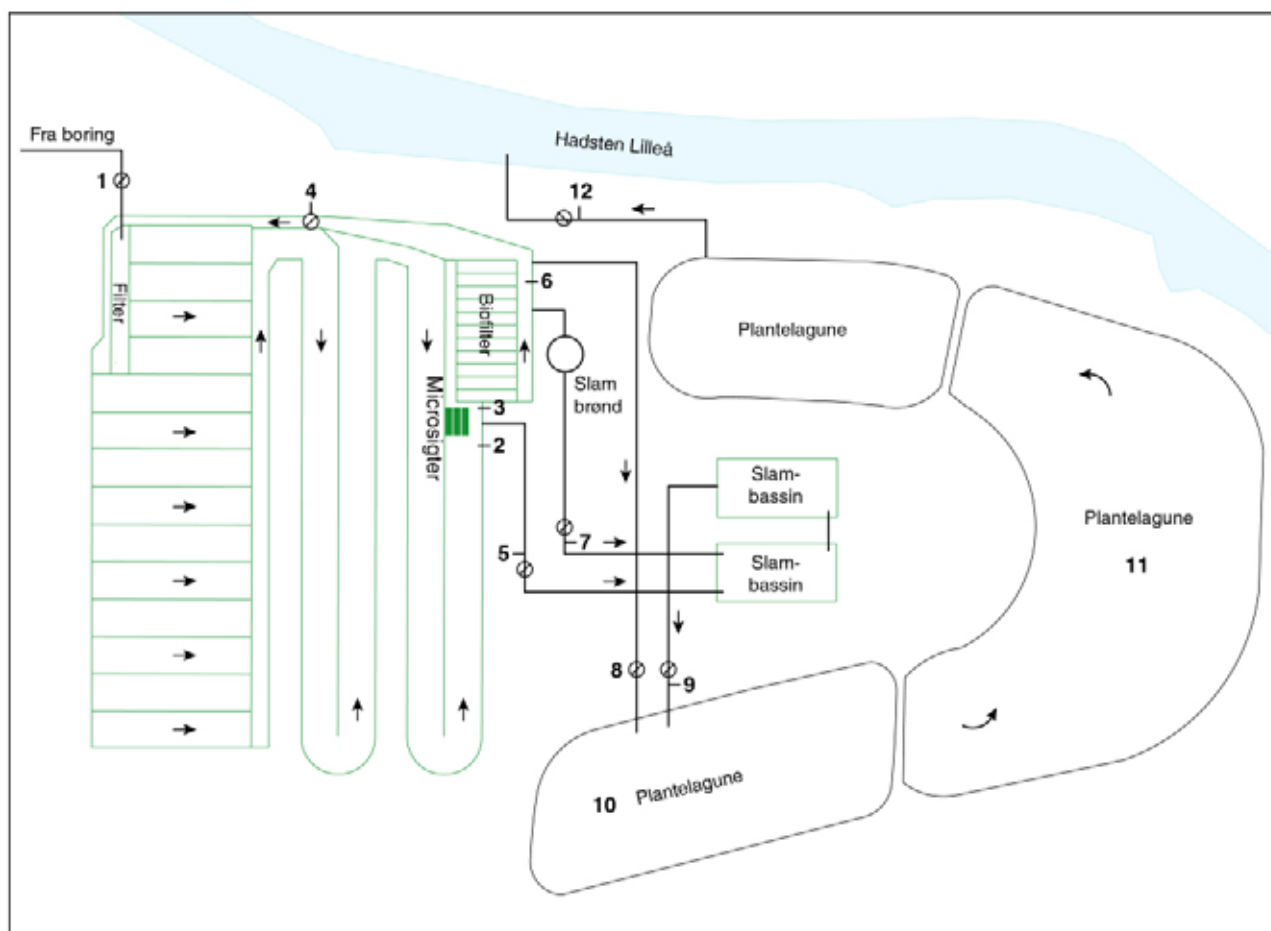 Fra boring
Hadsten Lilleå
1
4
12
Filter
6
Biofilter
Plantelagune
Slam
brønd
Microsigter
3
2
Slam-
bassin
Plantelagune
11
7
5
Slam-
bassin
8
9
10
Plantelagune